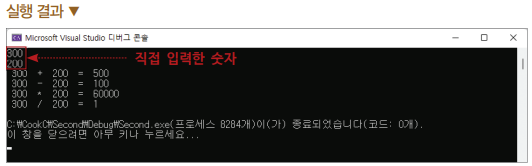 실행 결과 ▼
Microsoft Visual Studio 디버그 콘솔
300
200
직접 입력한 숫자
300 + 200 = 500
300 - 200 = 100
300 * 200 = 60000
300 / 200 = 1
C:₩CookC₩Second₩Debug₩Second.exe(프로세스 8284개)이(가) 종료되었습니다(코드: 0개).
이 창을 닫으려면 아무 키나 누르세요...